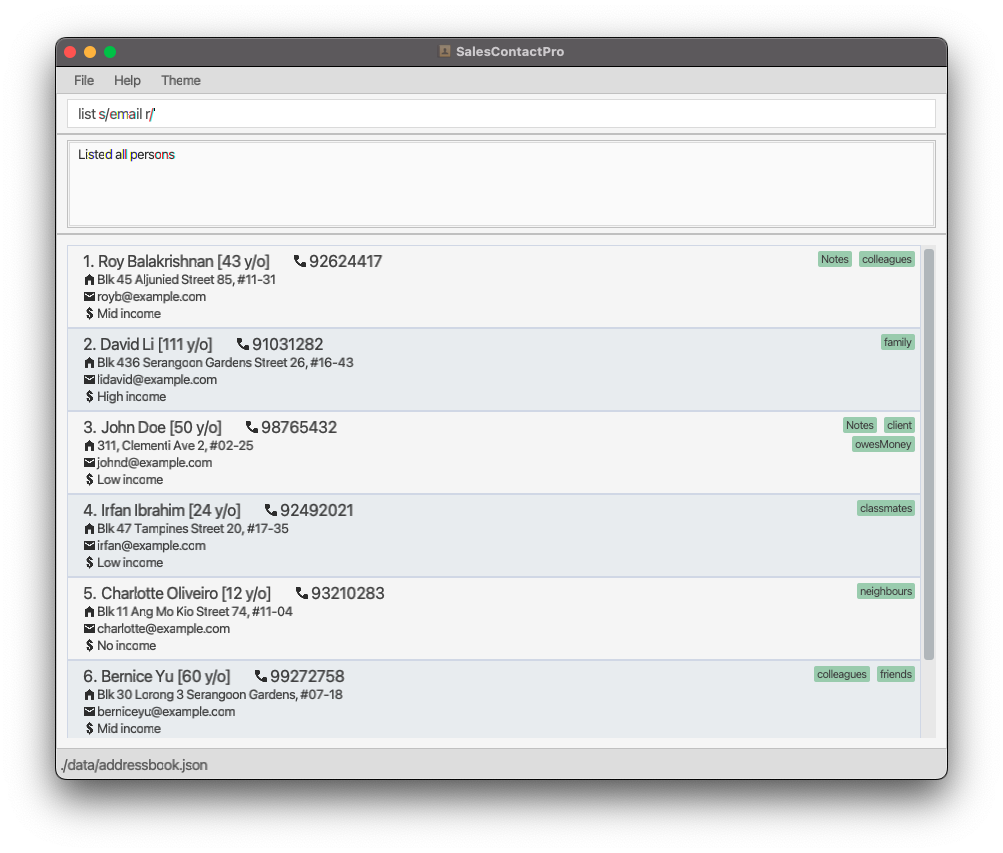 SalesContactPro
File Help Theme
list s/email r/'
Listed all persons
1. Roy Balakrishnan [43 y/o] 92624417 Notes colleagues
Blk 45 Aljunied Street 85, #11-31
royb@example.com
$ Mid income
2. David Li [111 y/o] 91031282 family
Blk 436 Serangoon Gardens Street 26, #16-43
lidavid@example.com
$ High income
3. John Doe [50 y/o] 98765432 Notes client
311, Clementi Ave 2, #02-25 owesMoney
johnd@example.com
$ Low income
4. Irfan Ibrahim [24 y/o] 92492021 classmates
Blk 47 Tampines Street 20, #17-35
irfan@example.com
$ Low income
5. Charlotte Oliveiro [12 y/o] 93210283 neighbours
Blk 11 Ang Mo Kio Street 74, #11-04
charlotte@example.com
$ No income
6. Bernice Yu [60 y/o] 99272758 colleagues friends
Blk 30 Lorong 3 Serangoon Gardens, #07-18
berniceyu@example.com
$ Mid income
./data/addressbook.json